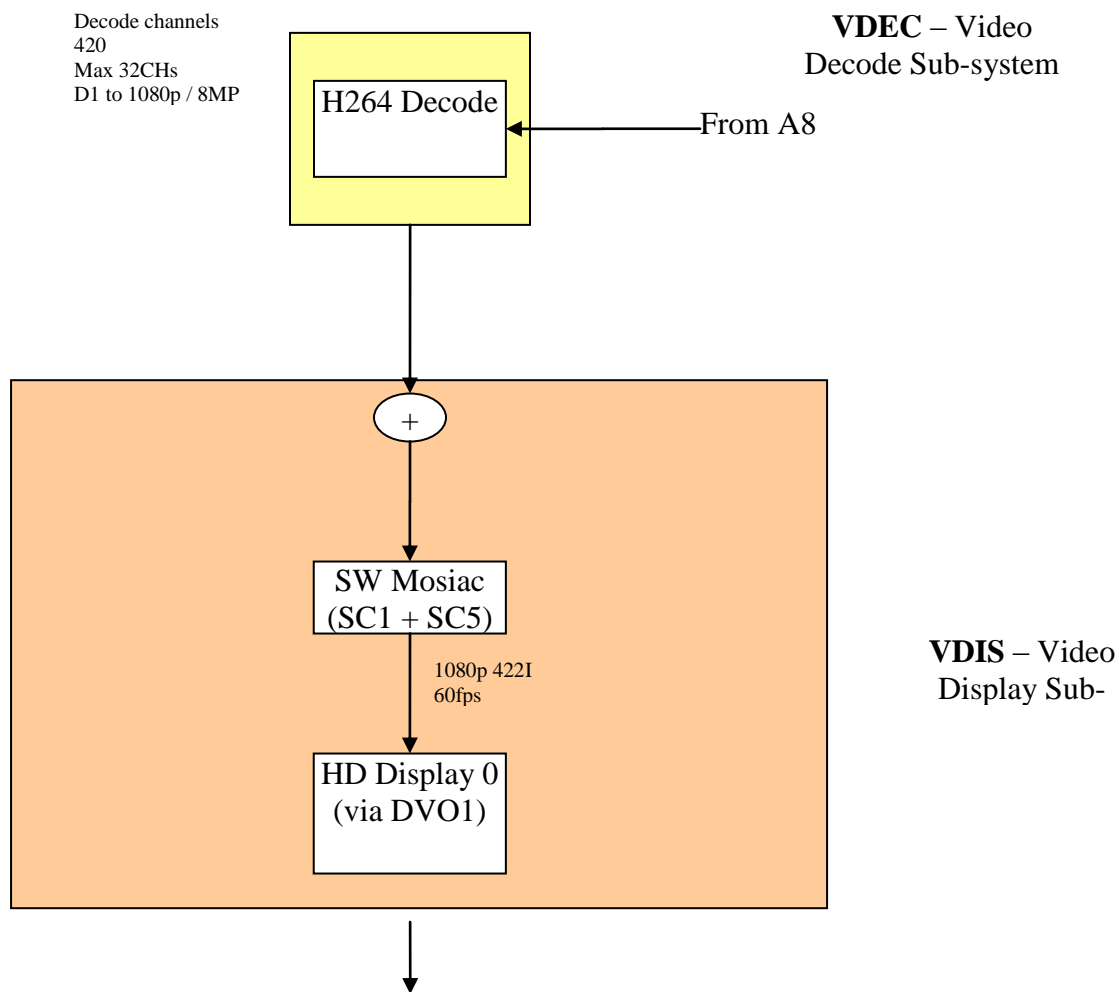 Decode channels
420
Max 32CHs
D1 to 1080p / 8MP
VDEC – Video
Decode Sub-system
H264 Decode
From A8
+
SW Mosiac
(SC1 + SC5)
1080p 422I
60fps
VDIS – Video
Display Sub-
HD Display 0
(via DVO1)